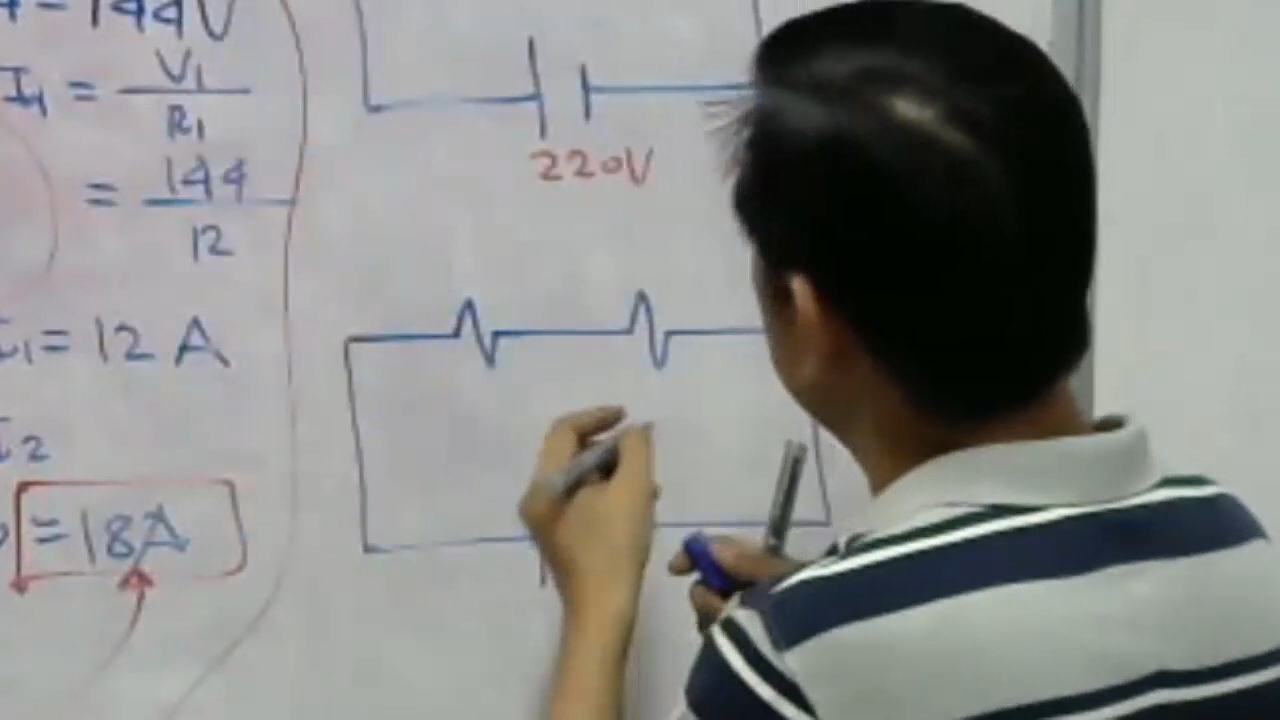 144V
I₁ = V₁
R₁
= 144
12
I₁ = 12 A
I₂
= 18A
220V